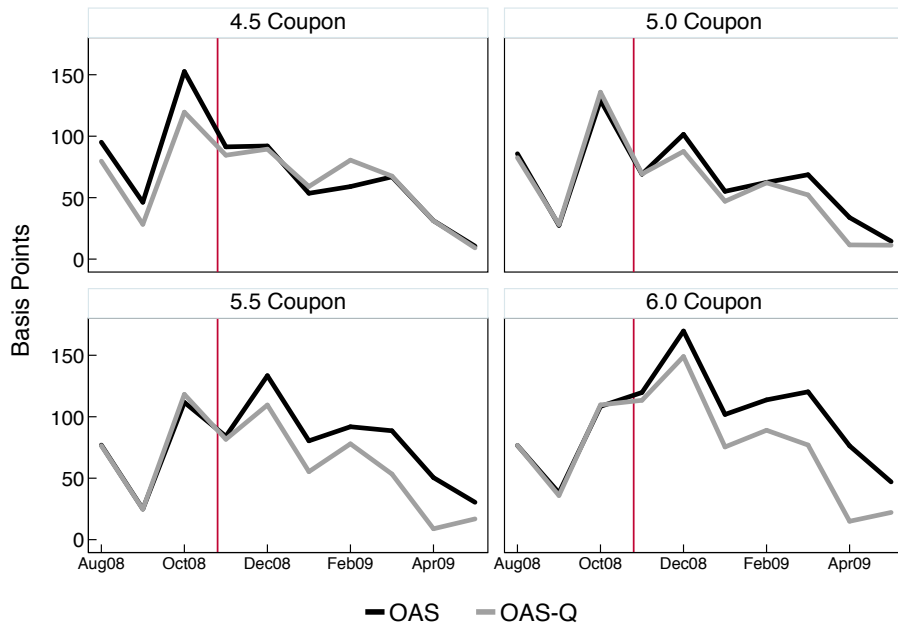 4.5 Coupon
5.0 Coupon
150
100
50
0
5.5 Coupon
6.0 Coupon
150
100
50
0
Basis Points
Aug08 Oct08 Dec08 Feb09 Apr09
Aug08 Oct08 Dec08 Feb09 Apr09
OAS OAS-Q